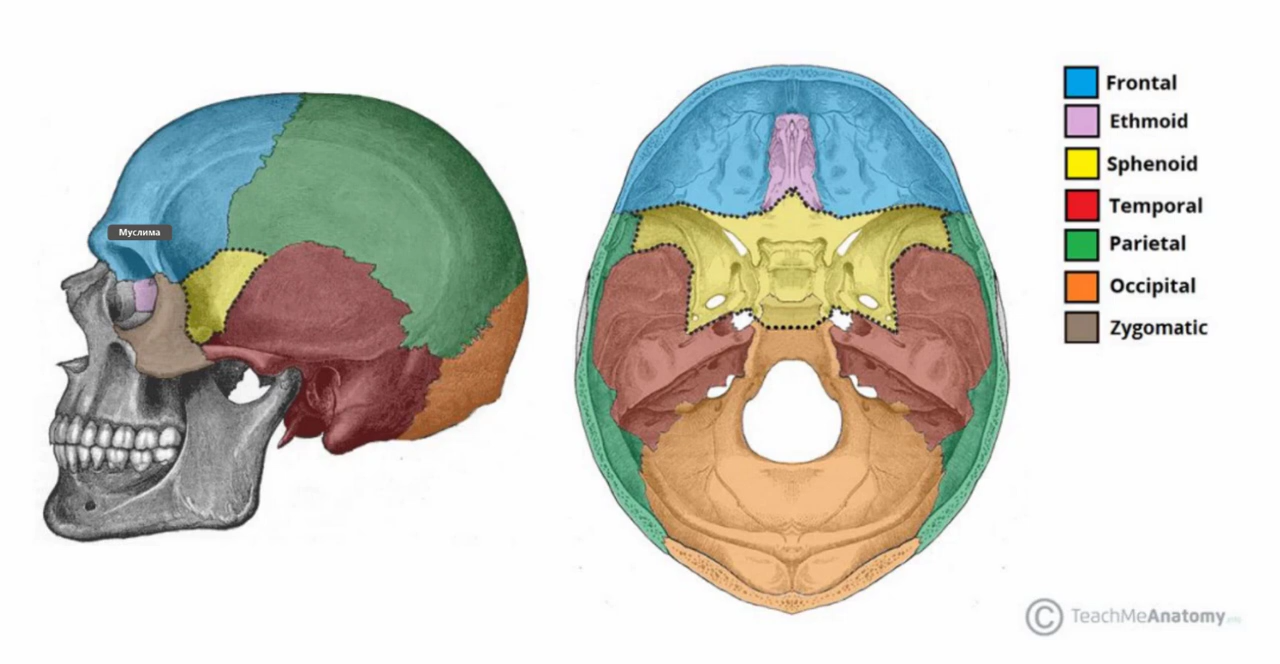 Муслима
Frontal
Ethmoid
Sphenoid
Temporal
Parietal
Occipital
Zygomatic
© TeachMeAnatomy